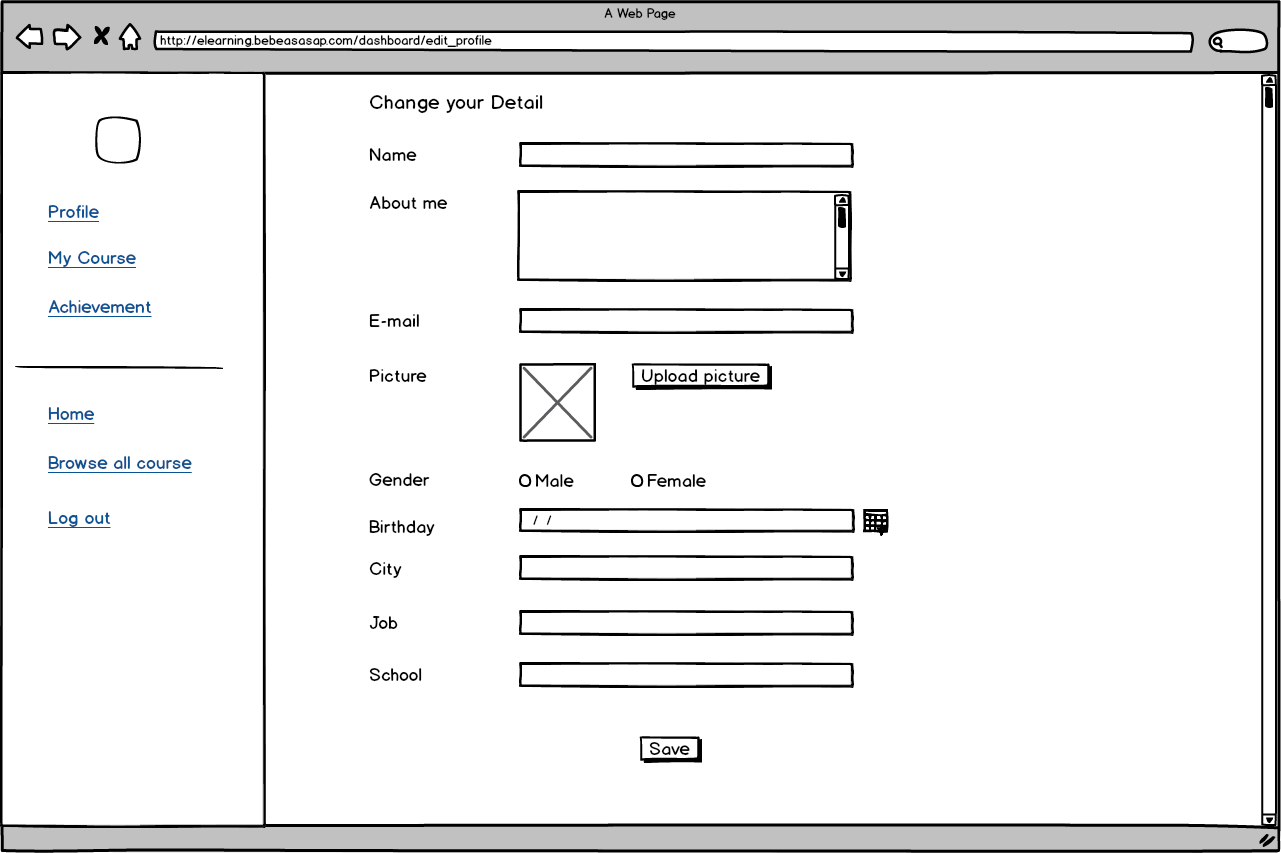 A Web Page
http://elearning.bebeasasap.com/dashboard/edit_profile
Profile
My Course
Achievement
Home
Browse all course
Log out
Change your Detail
Name
About me
E-mail
Picture
Upload picture
Gender
Male
Female
Birthday
/ /
City
Job
School
Save